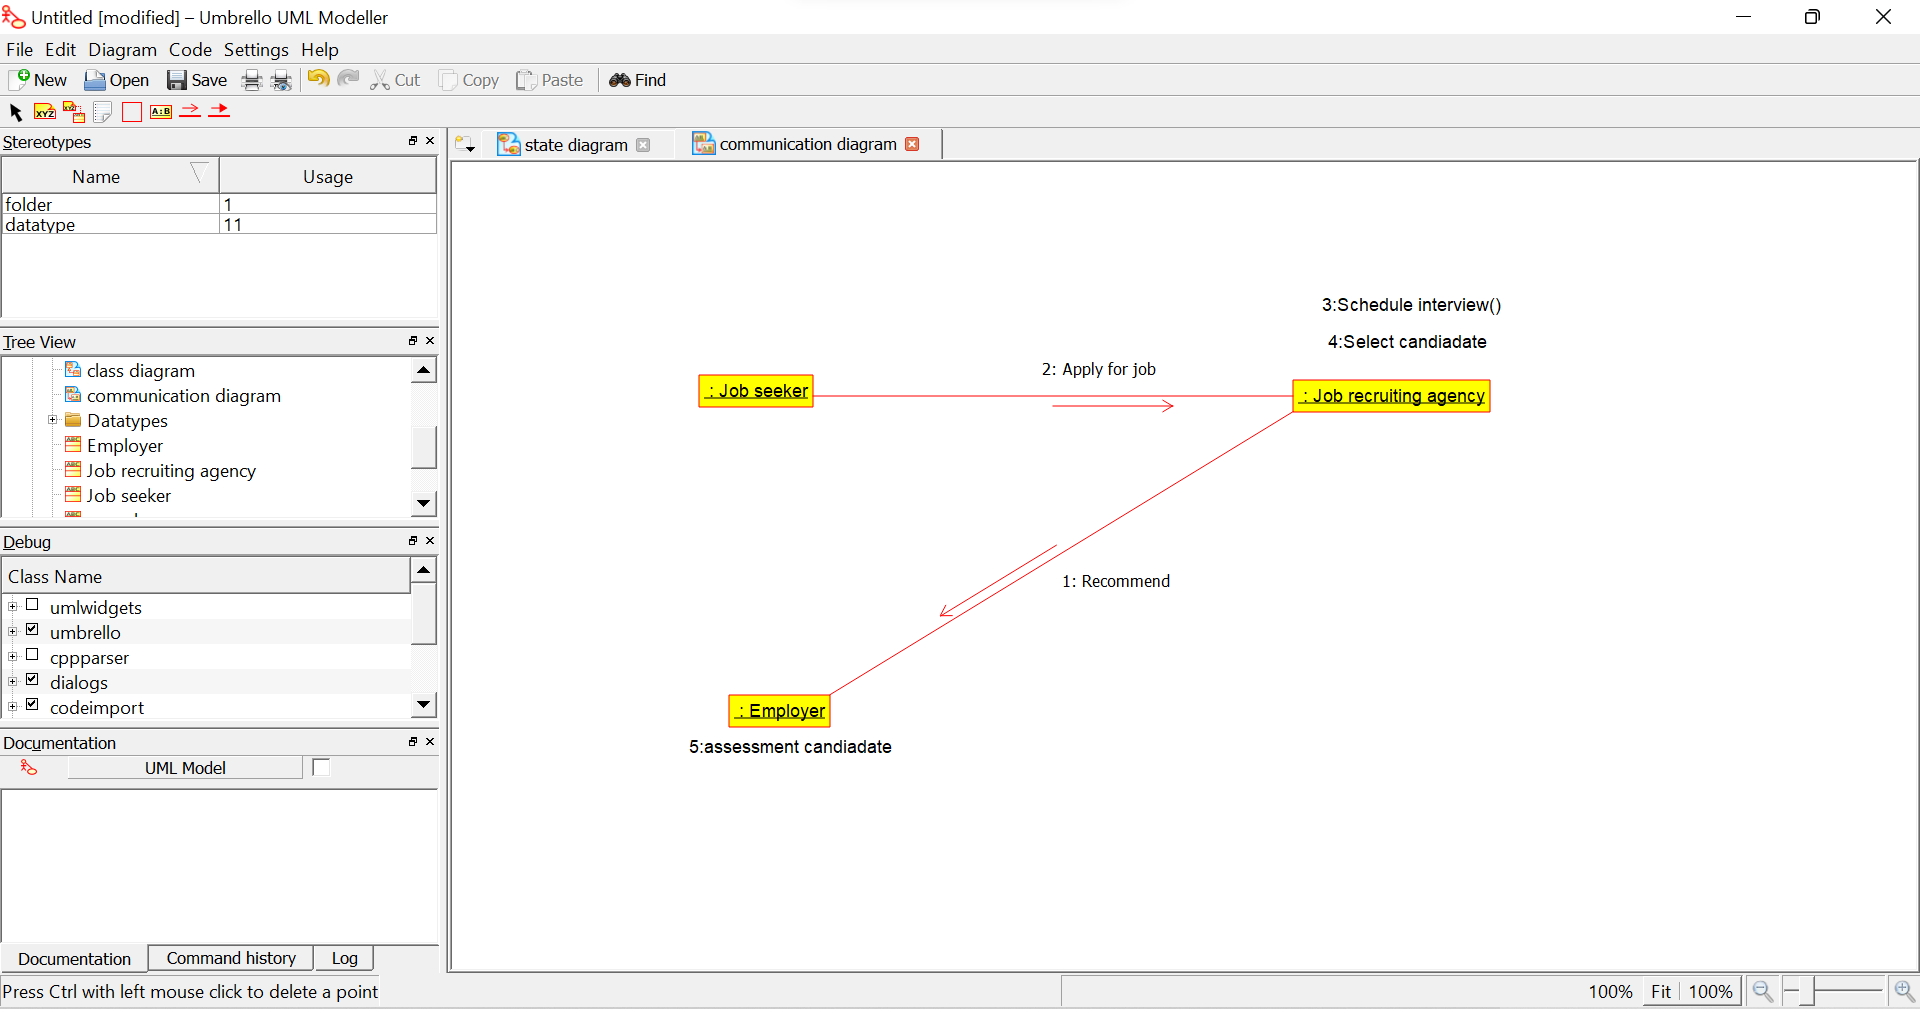 Untitled [modified] – Umbrello UML Modeller
File Edit Diagram Code Settings Help
New Open Save Cut Copy Paste Find
XYZ XYZ A:B
Stereotypes
Name Usage
folder 1
datatype 11
Tree View
class diagram
communication diagram
Datatypes
Employer
Job recruiting agency
Job seeker
Debug
Class Name
umlwidgets
umbrello
cppparser
dialogs
codeimport
Documentation
UML Model
Documentation Command history Log
Press Ctrl with left mouse click to delete a point
state diagram communication diagram
3:Schedule interview()
4:Select candiadate
2: Apply for job
: Job seeker
: Job recruiting agency
1: Recommend
: Employer
5:assessment candiadate
100% Fit 100%